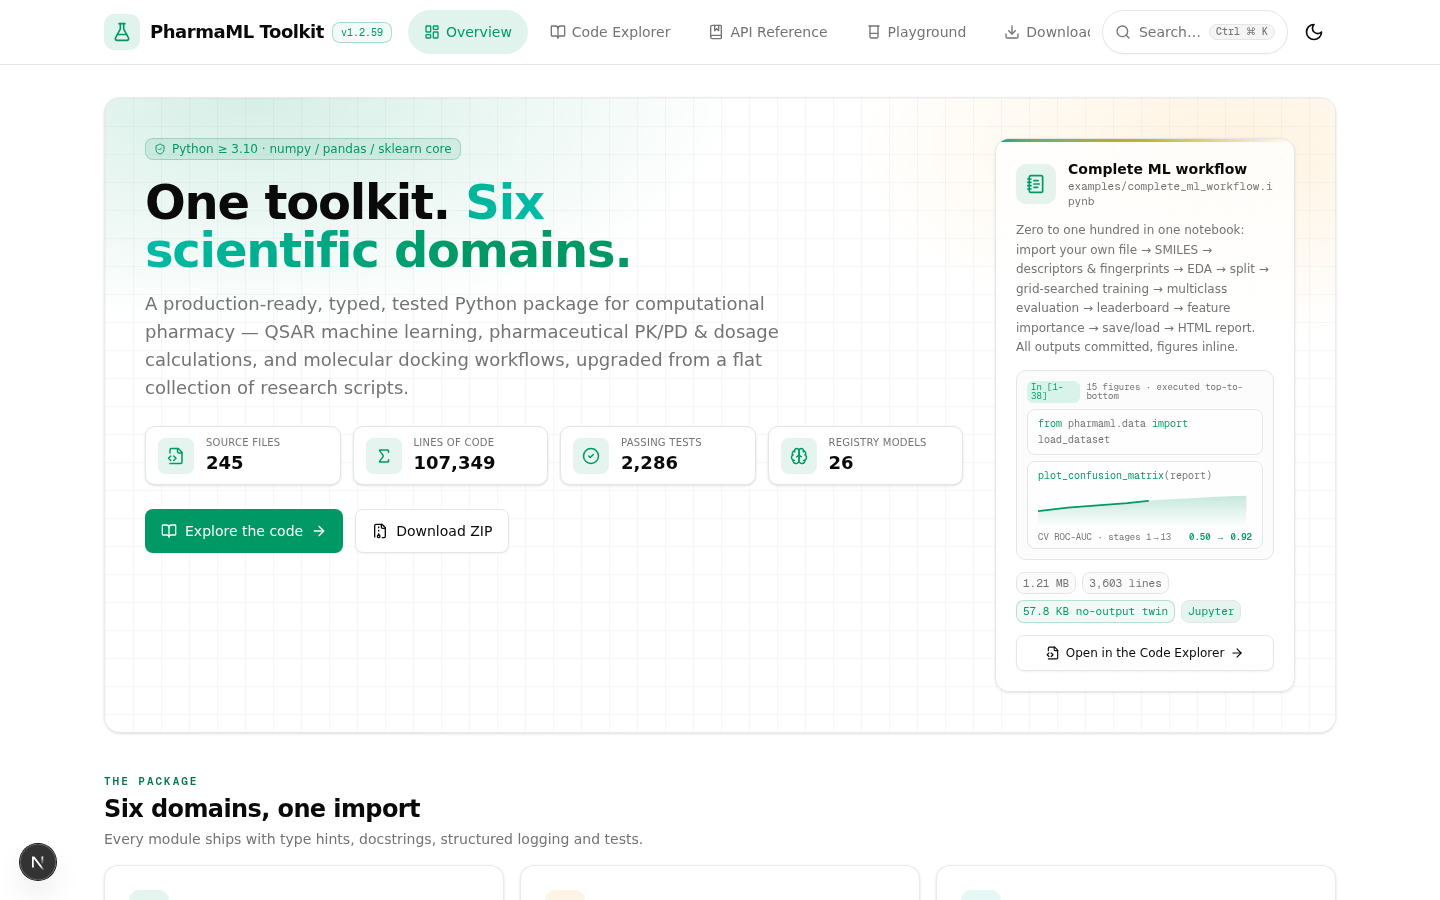 PharmaML Toolkit
v1.2.59
Overview
Code Explorer
API Reference
Playground
Download
Search...
Ctrl ⌘ K
Python ≥ 3.10 · numpy / pandas / sklearn core
One toolkit. Six
scientific domains.
A production-ready, typed, tested Python package for computational
pharmacy — QSAR machine learning, pharmaceutical PK/PD & dosage
calculations, and molecular docking workflows, upgraded from a flat
collection of research scripts.
SOURCE FILES
245
LINES OF CODE
107,349
PASSING TESTS
2,286
REGISTRY MODELS
26
Explore the code →
Download ZIP
Complete ML workflow
examples/complete_ml_workflow.i
pynb
Zero to one hundred in one notebook:
import your own file → SMILES →
descriptors & fingerprints → EDA → split →
grid-searched training → multiclass
evaluation → leaderboard → feature
importance → save/load → HTML report.
All outputs committed, figures inline.
In [1-
38]
15 figures · executed top-to-
bottom
from pharmaml.data import
load_dataset
plot_confusion_matrix(report)
CV ROC-AUC · stages 1→13
0.50 → 0.92
1.21 MB
3,603 lines
57.8 KB no-output twin
Jupyter
Open in the Code Explorer →
THE PACKAGE
Six domains, one import
Every module ships with type hints, docstrings, structured logging and tests.
N